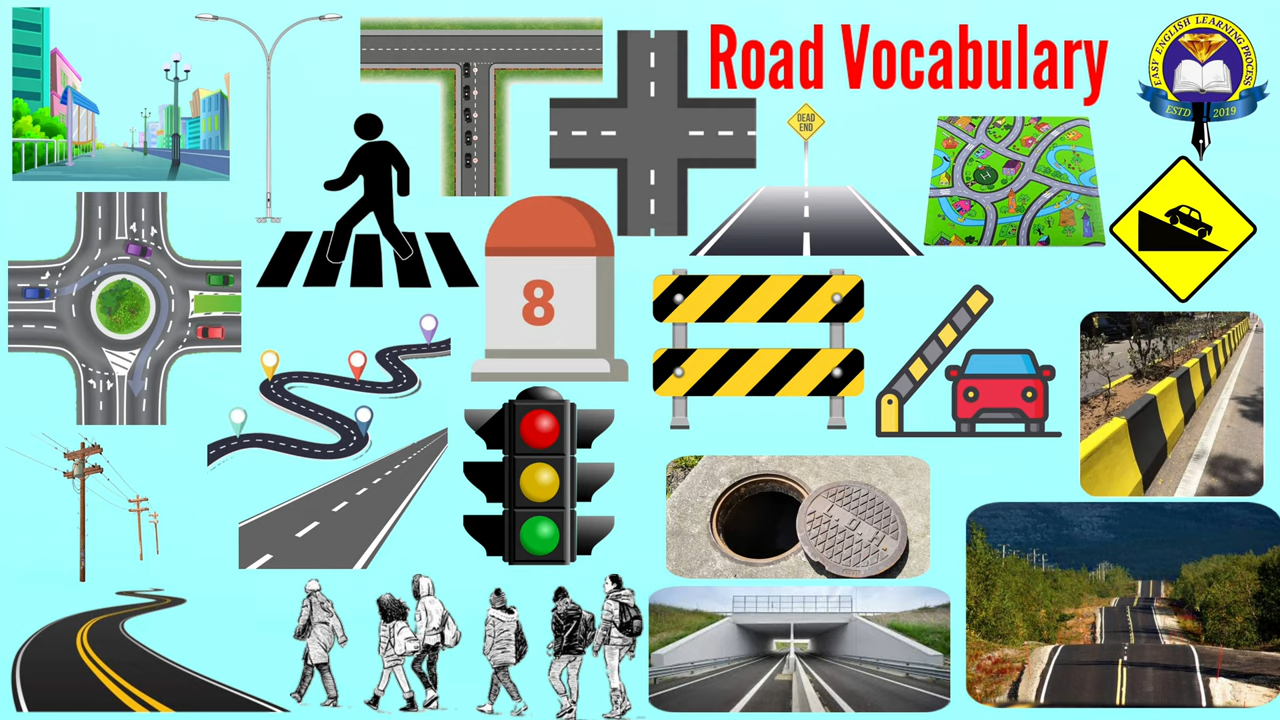 Road Vocabulary
EASY ENGLISH LEARNING PROCESS
ESTD 2019
DEAD
END
H
8